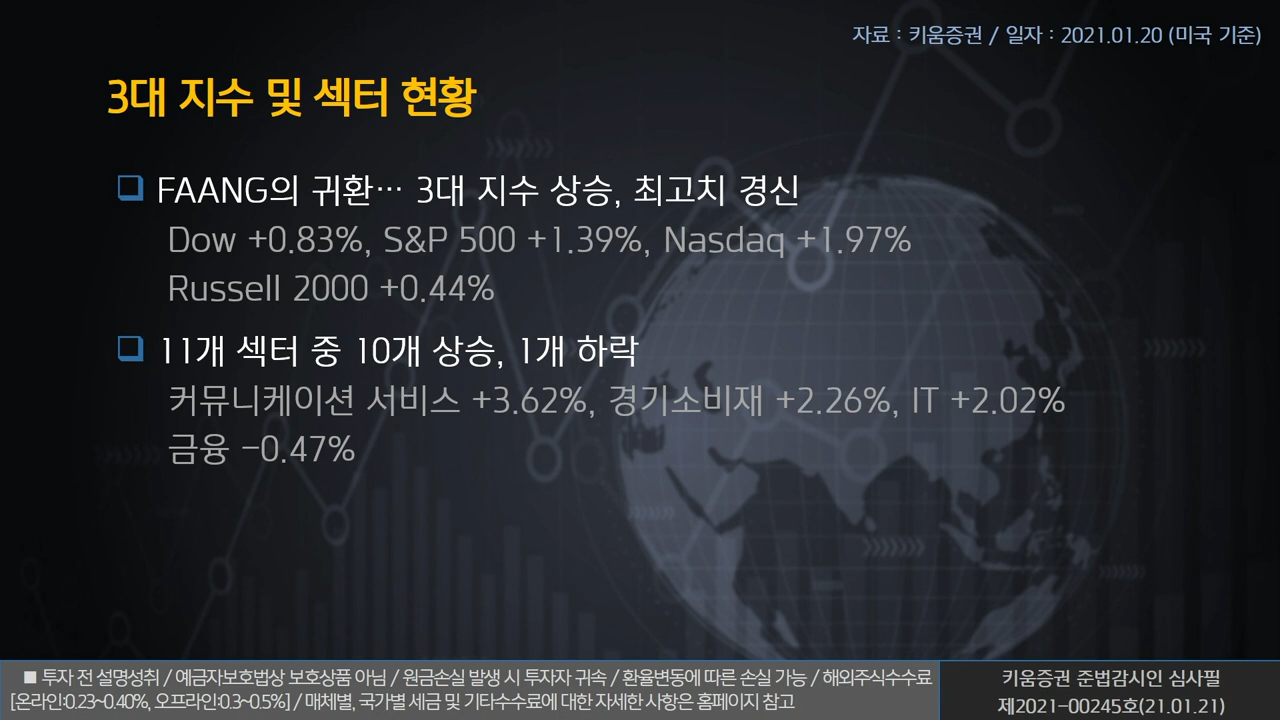 자료 : 키움증권 / 일자 : 2021.01.20 (미국 기준)
3대 지수 및 섹터 현황
❑ FAANG의 귀환… 3대 지수 상승, 최고치 경신
Dow +0.83%, S&P 500 +1.39%, Nasdaq +1.97%
Russell 2000 +0.44%
❑ 11개 섹터 중 10개 상승, 1개 하락
커뮤니케이션 서비스 +3.62%, 경기소비재 +2.26%, IT +2.02%
금융 -0.47%
■ 투자 전 설명성취 / 예금자보호법상 보호상품 아님 / 원금손실 발생 시 투자자 귀속 / 환율변동에 따른 손실 가능 / 해외주식수수료
[온라인:0.23~0.40%, 오프라인:0.3~0.5%] / 매체별, 국가별 세금 및 기타수수료에 대한 자세한 사항은 홈페이지 참고
키움증권 준법감시인 심사필
제2021-00245호(21.01.21)